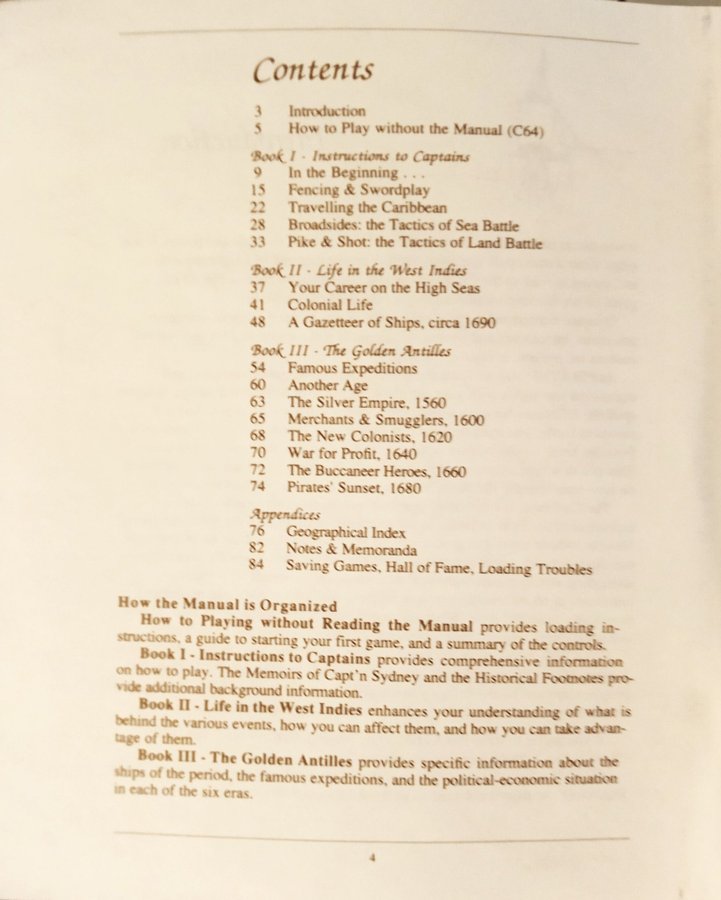 Contents
3 Introduction
5 How to Play without the Manual (C64)
Book I - Instructions to Captains
9 In the Beginning . . .
15 Fencing & Swordplay
22 Travelling the Caribbean
28 Broadsides: the Tactics of Sea Battle
33 Pike & Shot: the Tactics of Land Battle
Book II - Life in the West Indies
37 Your Career on the High Seas
41 Colonial Life
48 A Gazetteer of Ships, circa 1690
Book III - The Golden Antilles
54 Famous Expeditions
60 Another Age
63 The Silver Empire, 1560
65 Merchants & Smugglers, 1600
68 The New Colonists, 1620
70 War for Profit, 1640
72 The Buccaneer Heroes, 1660
74 Pirates' Sunset, 1680
Appendices
76 Geographical Index
82 Notes & Memoranda
84 Saving Games, Hall of Fame, Loading Troubles
How the Manual is Organized
How to Playing without Reading the Manual provides loading in-
structions, a guide to starting your first game, and a summary of the controls.
Book I - Instructions to Captains provides comprehensive information
on how to play. The Memoirs of Capt'n Sydney and the Historical Footnotes pro-
vide additional background information.
Book II - Life in the West Indies enhances your understanding of what is
behind the various events, how you can affect them, and how you can take advan-
tage of them.
Book III - The Golden Antilles provides specific information about the
ships of the period, the famous expeditions, and the political-economic situation
in each of the six eras.
4